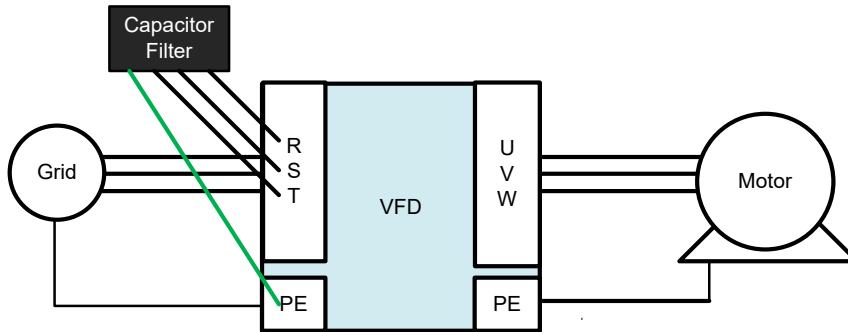 Capacitor
Filter
Grid
R
S
T
VFD
U
V
W
Motor
PE
PE